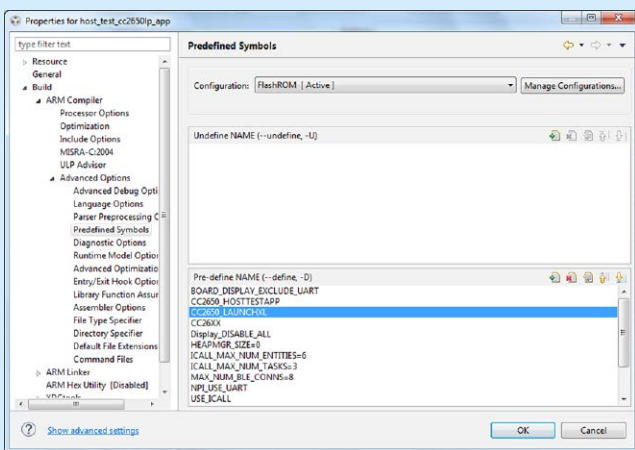 Properties for host_test_cc2650lp_app
type filter text
Resource
General
Build
ARM Compiler
Processor Options
Optimization
Include Options
MISRA-C:2004
ULP Advisor
Advanced Options
Advanced Debug Opti
Language Options
Parser Preprocessing C
Predefined Symbols
Diagnostic Options
Runtime Model Option
Advanced Optimizatio
Entry/Exit Hook Option
Library Function Assur
Assembler Options
File Type Specifier
Directory Specifier
Default File Extensions
Command Files
ARM Linker
ARM Hex Utility [Disabled]
Predefined Symbols
Configuration: FlashROM [ Active ] Manage Configurations...
Undefine NAME (--undefine, -U)
Pre-define NAME (--define, -D)
BOARD_DISPLAY_EXCLUDE_UART
CC2650_HOSTTESTAPP
CC2650_LAUNCHXL
CC26XX
Display_DISABLE_ALL
HEAPMGR_SIZE=0
ICALL_MAX_NUM_ENTITIES=6
ICALL_MAX_NUM_TASKS=3
MAX_NUM_BLE_CONNS=8
NPI_USE_UART
USE_ICALL
Show advanced settings
OK Cancel